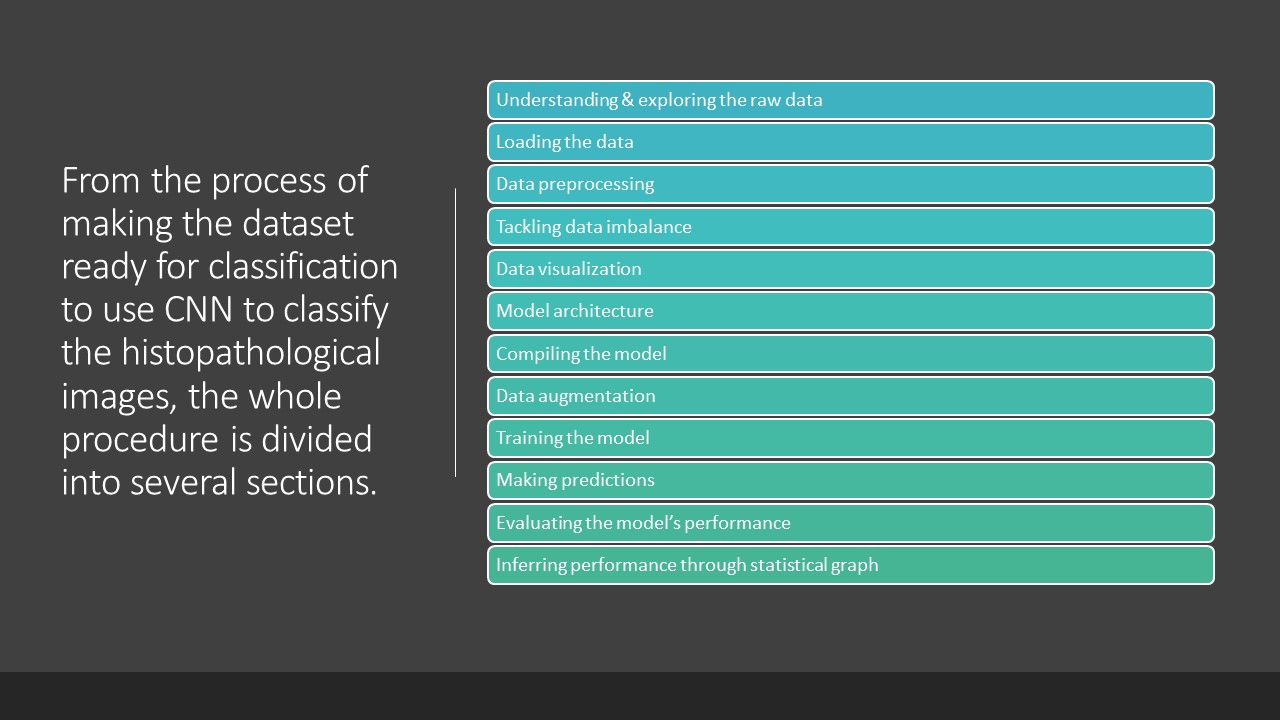 From the process of
making the dataset
ready for classification
to use CNN to classify
the histopathological
images, the whole
procedure is divided
into several sections.
Understanding & exploring the raw data
Loading the data
Data preprocessing
Tackling data imbalance
Data visualization
Model architecture
Compiling the model
Data augmentation
Training the model
Making predictions
Evaluating the model’s performance
Inferring performance through statistical graph